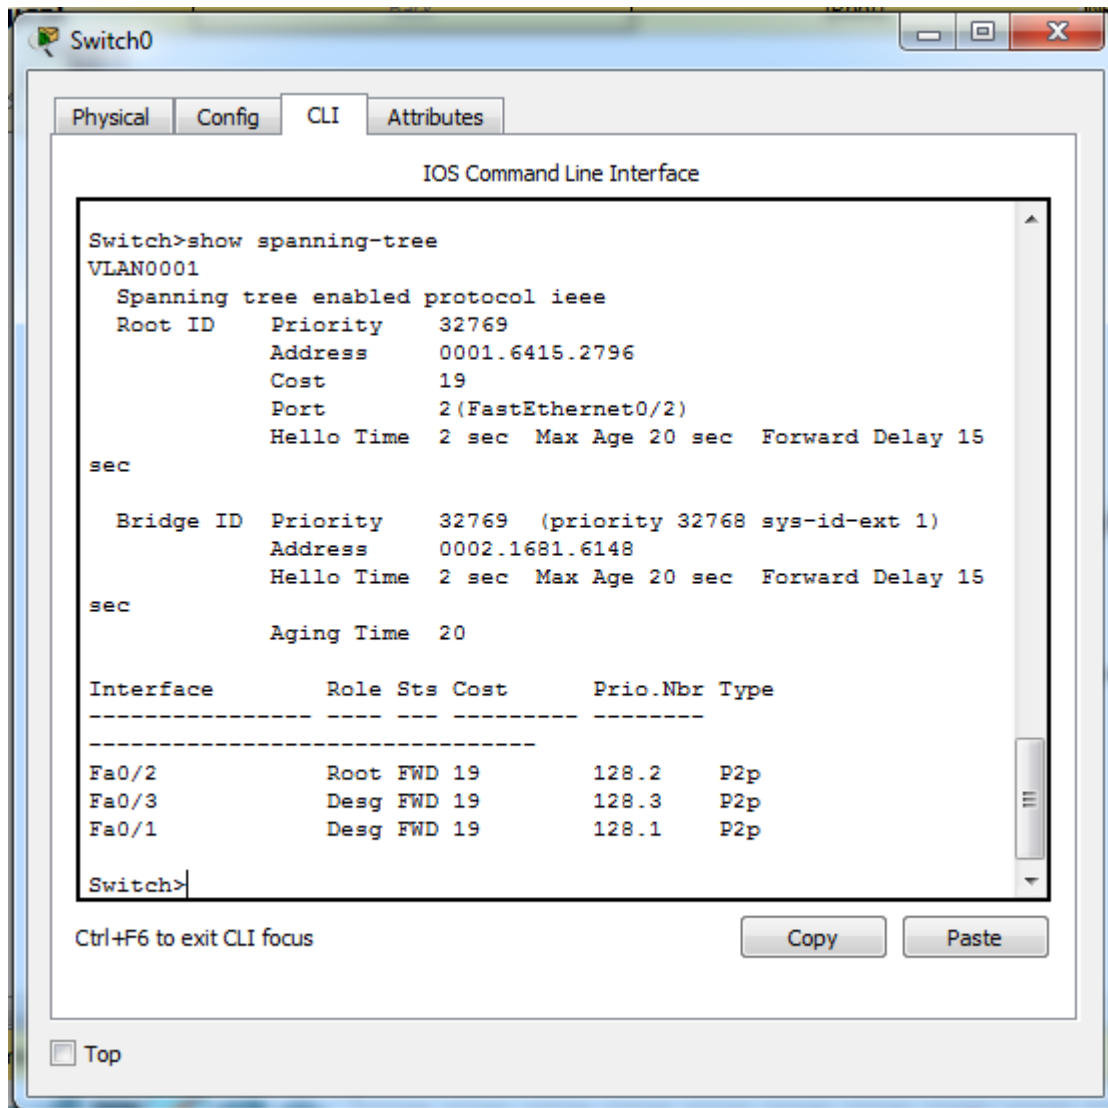 Switch0
Physical Config CLI Attributes
IOS Command Line Interface
Switch>show spanning-tree
VLAN0001
  Spanning tree enabled protocol ieee
  Root ID    Priority    32769
             Address     0001.6415.2796
             Cost        19
             Port        2(FastEthernet0/2)
             Hello Time  2 sec  Max Age 20 sec  Forward Delay 15
sec
  Bridge ID  Priority    32769  (priority 32768 sys-id-ext 1)
             Address     0002.1681.6148
             Hello Time  2 sec  Max Age 20 sec  Forward Delay 15
sec
             Aging Time  20
Interface        Role Sts Cost      Prio.Nbr Type
---------------- ---- --- --------- --------
--------------------------------
Fa0/2            Root FWD 19        128.2    P2p
Fa0/3            Desg FWD 19        128.3    P2p
Fa0/1            Desg FWD 19        128.1    P2p
Switch>
Ctrl+F6 to exit CLI focus Copy Paste
Top